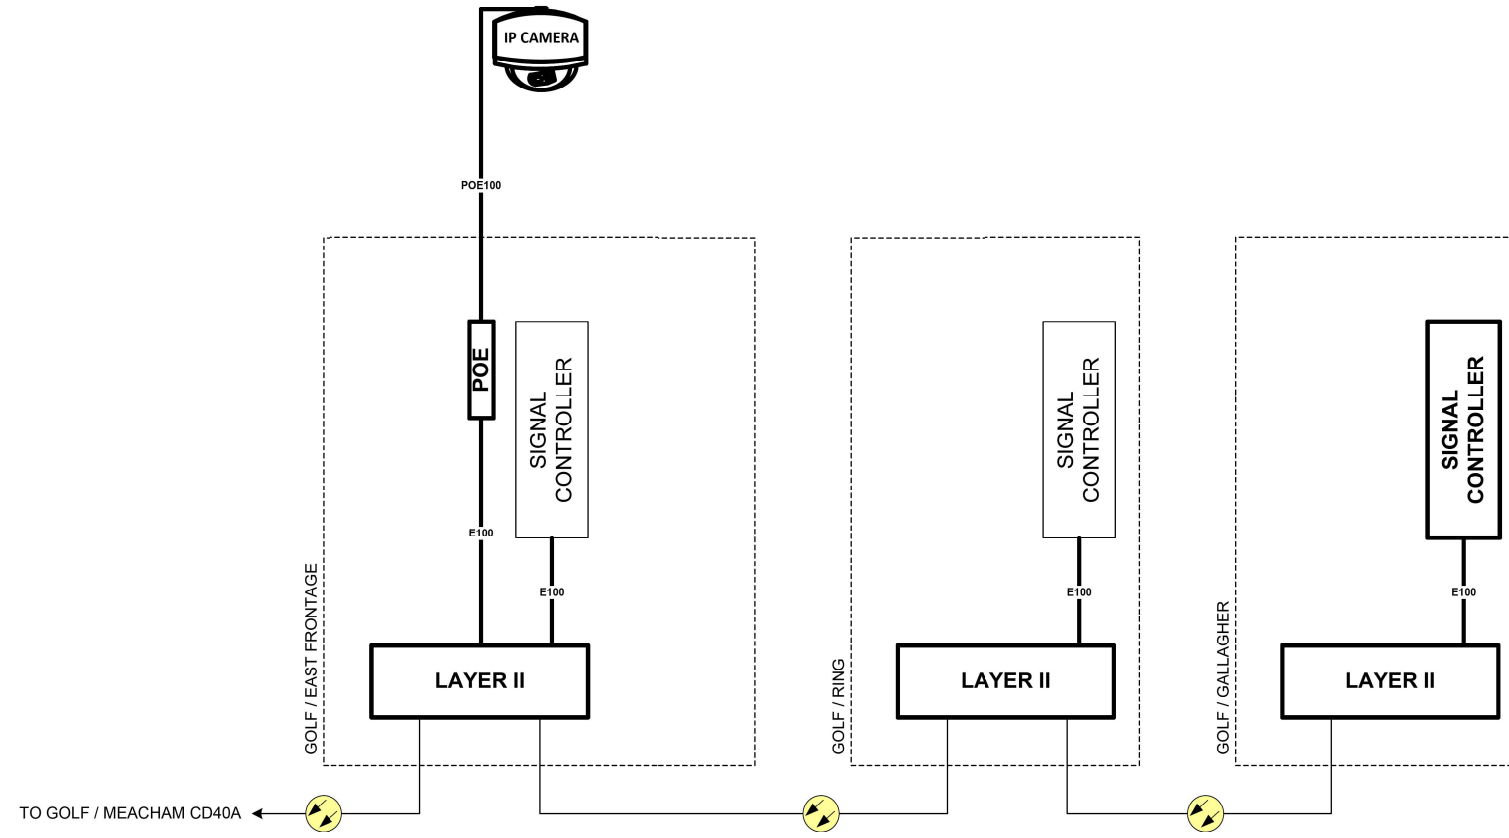 IP CAMERA
POE100
POE
SIGNAL
CONTROLLER
SIGNAL
CONTROLLER
SIGNAL
CONTROLLER
E100
E100
E100
E100
GOLF / EAST FRONTAGE
LAYER II
GOLF / RING
LAYER II
GOLF / GALLAGHER
LAYER II
TO GOLF / MEACHAM CD40A